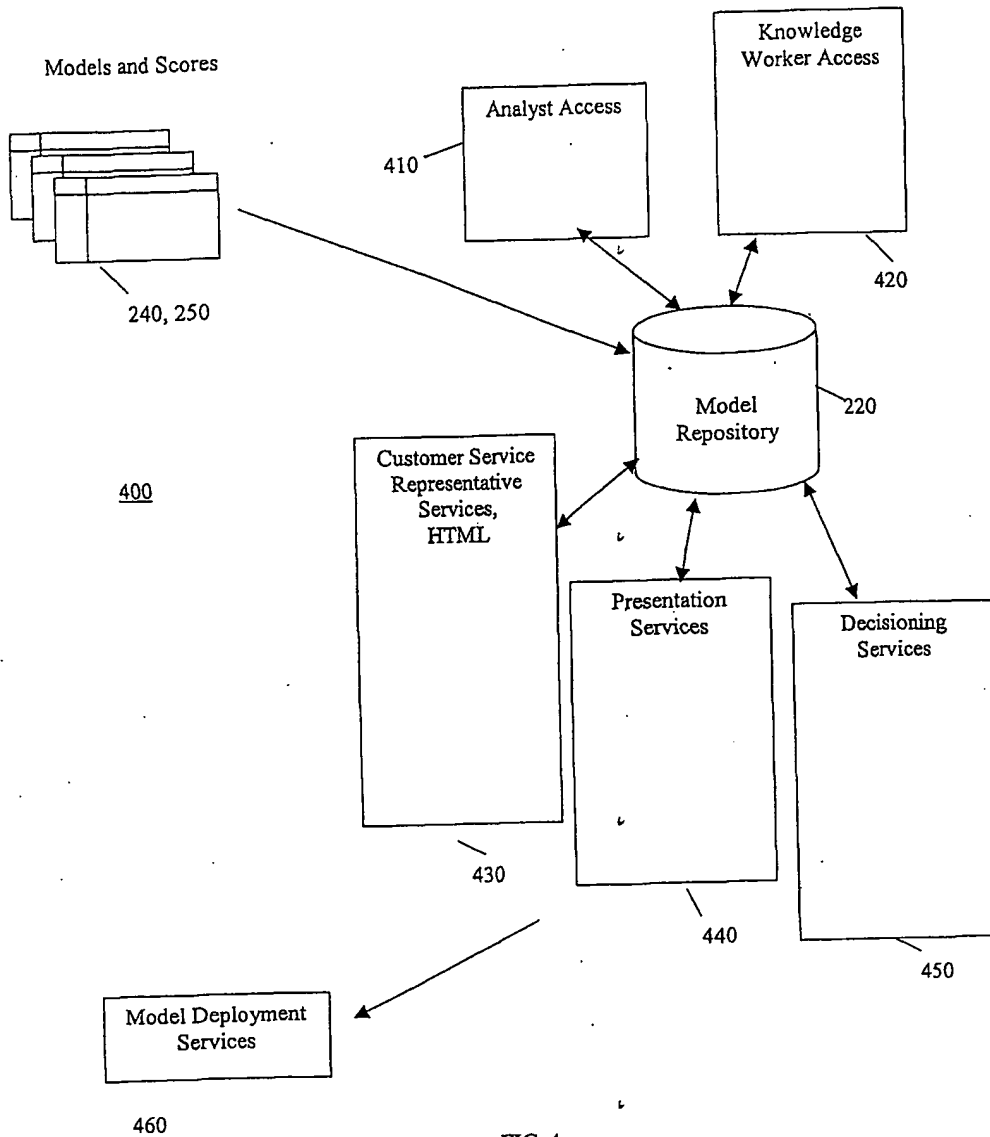 Models and Scores
Knowledge
Worker Access
Analyst Access
410
420
240, 250
220
Model
Repository
400
Customer Service
Representative
Services,
HTML
Presentation
Services
Decisioning
Services
430
440
450
Model Deployment
Services
460